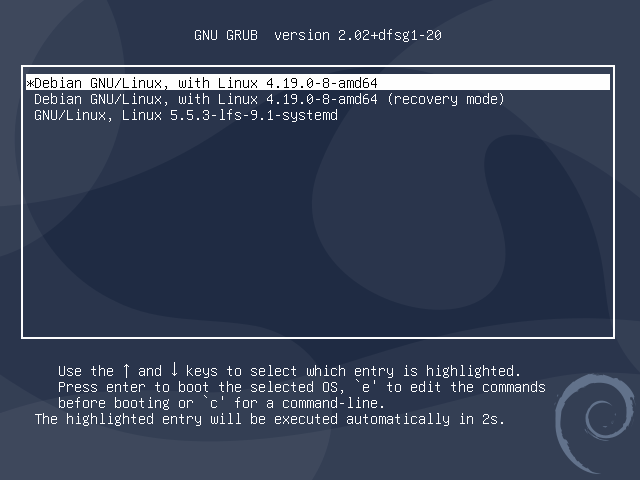 GNU GRUB  version 2.02+dfsg1-20
*Debian GNU/Linux, with Linux 4.19.0-8-amd64
Debian GNU/Linux, with Linux 4.19.0-8-amd64 (recovery mode)
GNU/Linux, Linux 5.5.3-lfs-9.1-systemd
Use the ↑ and ↓ keys to select which entry is highlighted.
Press enter to boot the selected OS, `e' to edit the commands
before booting or `c' for a command-line.
The highlighted entry will be executed automatically in 2s.